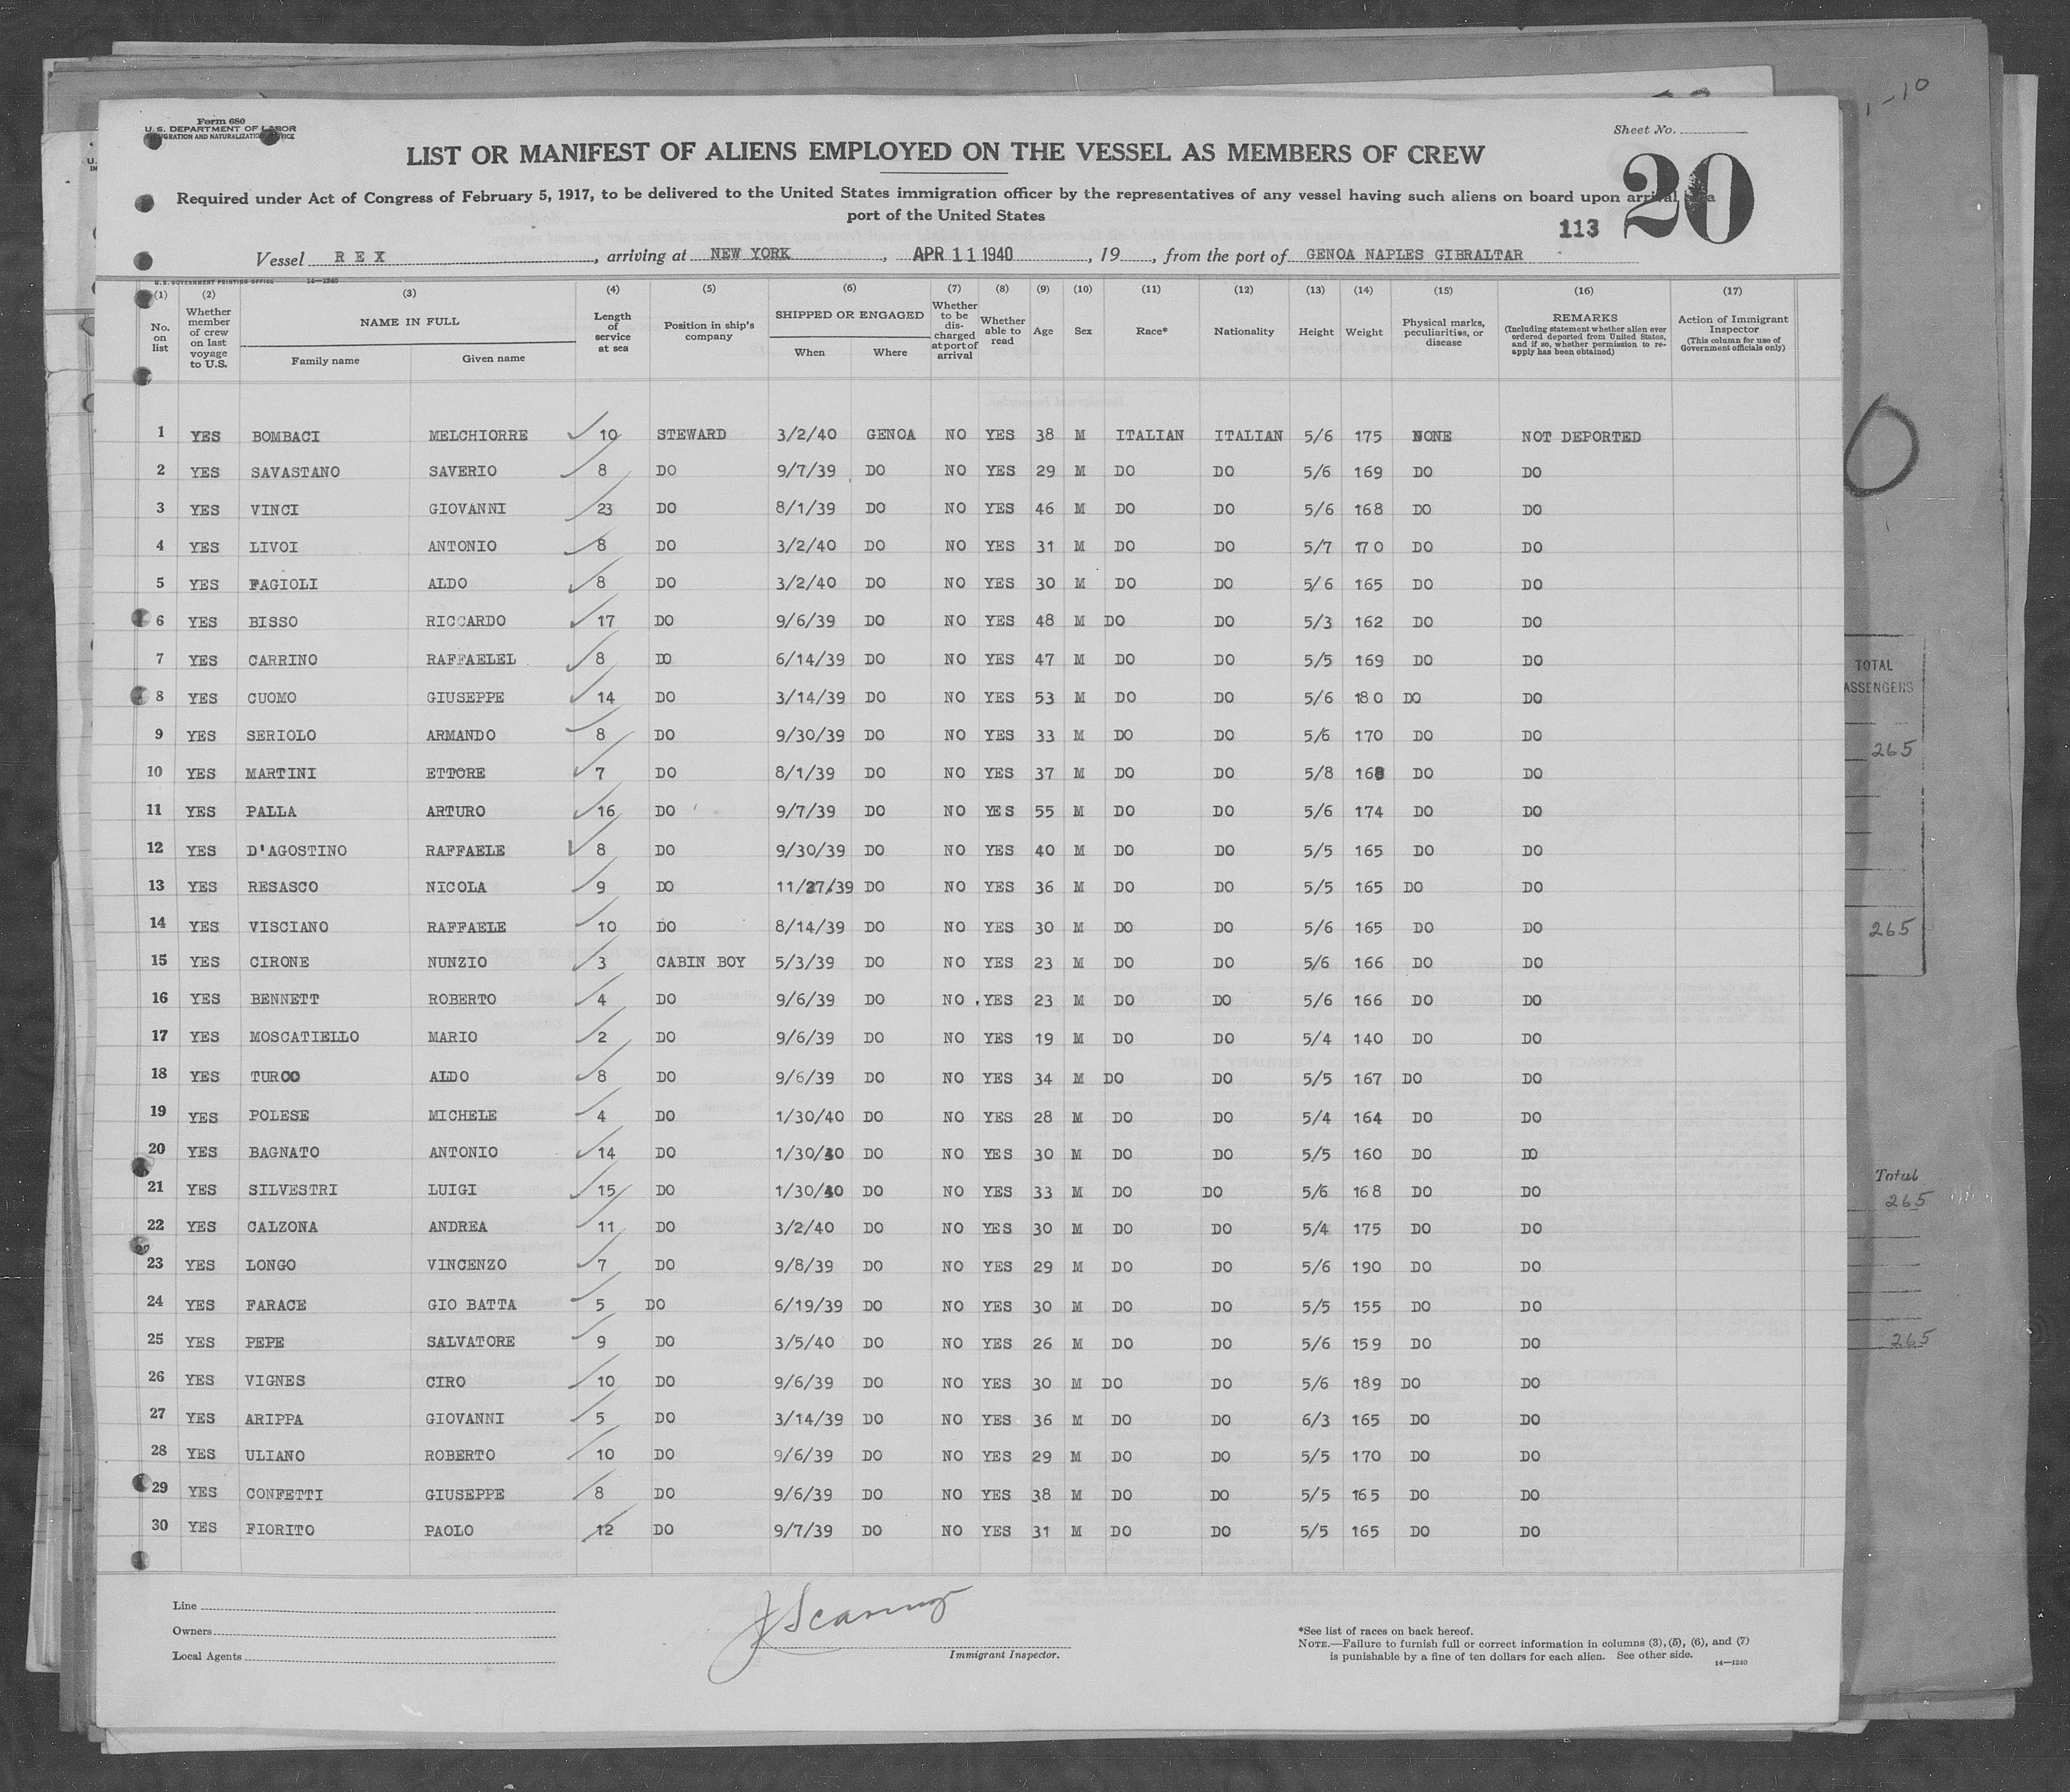 Form 680
U. S. DEPARTMENT OF LABOR
IMMIGRATION AND NATURALIZATION SERVICE
Sheet No.
1-10
LIST OR MANIFEST OF ALIENS EMPLOYED ON THE VESSEL AS MEMBERS OF CREW
20
Required under Act of Congress of February 5, 1917, to be delivered to the United States immigration officer by the representatives of any vessel having such aliens on board upon arrival at a
port of the United States
113
Vessel REX, arriving at NEW YORK, APR 11 1940, 19, from the port of GENOA NAPLES GIBRALTAR
U. S. GOVERNMENT PRINTING OFFICE 14—1240
(1) (2) (3) (4) (5) (6) (7) (8) (9) (10) (11) (12) (13) (14) (15) (16) (17)
No. on list
Whether member of crew on last voyage to U.S.
NAME IN FULL
Family name Given name
Length of service at sea
Position in ship's company
SHIPPED OR ENGAGED
When Where
Whether to be discharged at port of arrival
Whether able to read
Age Sex Race* Nationality Height Weight
Physical marks, peculiarities, or disease
REMARKS
(Including statement whether alien ever ordered deported from United States, and if so, whether permission to reapply has been obtained)
Action of Immigrant Inspector
(This column for use of Government officials only)
1 YES BOMBACI MELCHIORRE 10 STEWARD 3/2/40 GENOA NO YES 38 M ITALIAN ITALIAN 5/6 175 NONE NOT DEPORTED
2 YES SAVASTANO SAVERIO 8 DO 9/7/39 DO NO YES 29 M DO DO 5/6 169 DO DO
3 YES VINCI GIOVANNI 23 DO 8/1/39 DO NO YES 46 M DO DO 5/6 168 DO DO
4 YES LIVOI ANTONIO 8 DO 3/2/40 DO NO YES 31 M DO DO 5/7 170 DO DO
5 YES FAGIOLI ALDO 8 DO 3/2/40 DO NO YES 30 M DO DO 5/6 165 DO DO
6 YES BISSO RICCARDO 17 DO 9/6/39 DO NO YES 48 M DO DO 5/3 162 DO DO
7 YES CARRINO RAFFAELEL 8 DO 6/14/39 DO NO YES 47 M DO DO 5/5 169 DO DO
8 YES CUOMO GIUSEPPE 14 DO 3/14/39 DO NO YES 53 M DO DO 5/6 180 DO DO
9 YES SERIOLO ARMANDO 8 DO 9/30/39 DO NO YES 33 M DO DO 5/6 170 DO DO
10 YES MARTINI ETTORE 7 DO 8/1/39 DO NO YES 37 M DO DO 5/8 168 DO DO
11 YES PALLA ARTURO 16 DO 9/7/39 DO NO YES 55 M DO DO 5/6 174 DO DO
12 YES D'AGOSTINO RAFFAELE 8 DO 9/30/39 DO NO YES 40 M DO DO 5/5 165 DO DO
13 YES RESASCO NICOLA 9 DO 11/27/39 DO NO YES 36 M DO DO 5/5 165 DO DO
14 YES VISCIANO RAFFAELE 10 DO 8/14/39 DO NO YES 30 M DO DO 5/6 165 DO DO
15 YES CIRONE NUNZIO 3 CABIN BOY 5/3/39 DO NO YES 23 M DO DO 5/6 166 DO DO
16 YES BENNETT ROBERTO 4 DO 9/6/39 DO NO YES 23 M DO DO 5/6 166 DO DO
17 YES MOSCATIELLO MARIO 2 DO 9/6/39 DO NO YES 19 M DO DO 5/4 140 DO DO
18 YES TURCO ALDO 8 DO 9/6/39 DO NO YES 34 M DO DO 5/5 167 DO DO
19 YES POLESE MICHELE 4 DO 1/30/40 DO NO YES 28 M DO DO 5/4 164 DO DO
20 YES BAGNATO ANTONIO 14 DO 1/30/40 DO NO YES 30 M DO DO 5/5 160 DO DO
21 YES SILVESTRI LUIGI 15 DO 1/30/40 DO NO YES 33 M DO DO 5/6 168 DO DO
22 YES CALZONA ANDREA 11 DO 3/2/40 DO NO YES 30 M DO DO 5/4 175 DO DO
23 YES LONGO VINCENZO 7 DO 9/8/39 DO NO YES 29 M DO DO 5/6 190 DO DO
24 YES FARACE GIO BATTA 5 DO 6/19/39 DO NO YES 30 M DO DO 5/5 155 DO DO
25 YES PEPE SALVATORE 9 DO 3/5/40 DO NO YES 26 M DO DO 5/6 159 DO DO
26 YES VIGNES CIRO 10 DO 9/6/39 DO NO YES 30 M DO DO 5/6 189 DO DO
27 YES ARIPPA GIOVANNI 5 DO 3/14/39 DO NO YES 36 M DO DO 6/3 165 DO DO
28 YES ULIANO ROBERTO 10 DO 9/6/39 DO NO YES 29 M DO DO 5/5 170 DO DO
29 YES CONFETTI GIUSEPPE 8 DO 9/6/39 DO NO YES 38 M DO DO 5/5 165 DO DO
30 YES FIORITO PAOLO 12 DO 9/7/39 DO NO YES 31 M DO DO 5/5 165 DO DO
TOTAL
265
265
Total
265
265
Line
Owners
Local Agents
Immigrant Inspector.
*See list of races on back hereof.
NOTE.—Failure to furnish full or correct information in columns (3), (5), (6), and (7)
is punishable by a fine of ten dollars for each alien. See other side.
14—1240